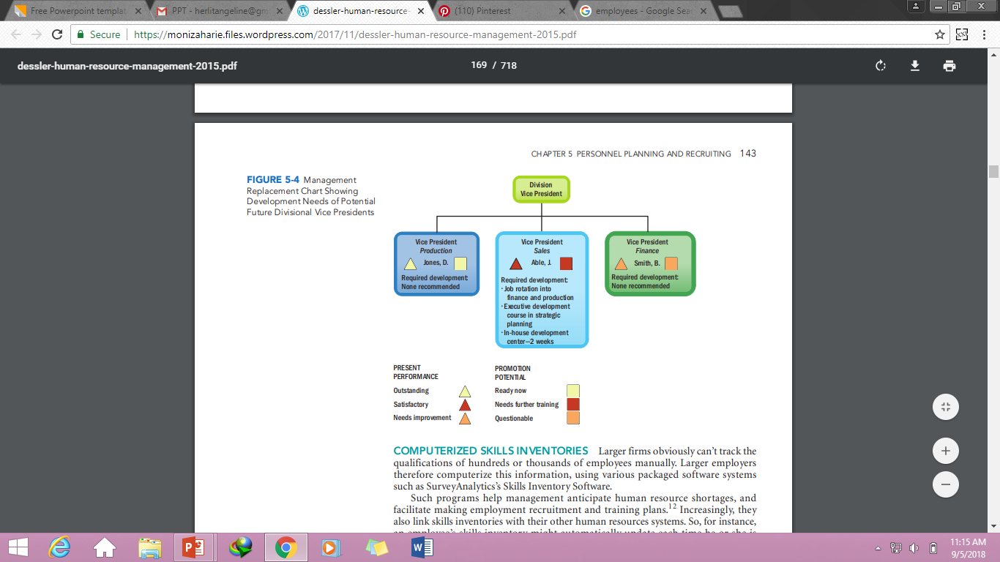 Free Powerpoint templat
PPT - herlitangeline@gm
dessler-human-resource-
(110) Pinterest
employees - Google Sea
Secure
https://monizaharie.files.wordpress.com/2017/11/dessler-human-resource-management-2015.pdf
dessler-human-resource-management-2015.pdf
169 / 718
CHAPTER 5 PERSONNEL PLANNING AND RECRUITING 143
FIGURE 5-4 Management
Replacement Chart Showing
Development Needs of Potential
Future Divisional Vice Presidents
Division
Vice President
Vice President
Production
Jones, D.
Required development:
None recommended
Vice President
Sales
Able, J.
Required development:
· Job rotation into
finance and production
· Executive development
course in strategic
planning
· In-house development
center—2 weeks
Vice President
Finance
Smith, B.
Required development:
None recommended
PRESENT
PERFORMANCE
Outstanding
Satisfactory
Needs improvement
PROMOTION
POTENTIAL
Ready now
Needs further training
Questionable
COMPUTERIZED SKILLS INVENTORIES Larger firms obviously can't track the
qualifications of hundreds or thousands of employees manually. Larger employers
therefore computerize this information, using various packaged software systems
such as SurveyAnalytics's Skills Inventory Software.
Such programs help management anticipate human resource shortages, and
facilitate making employment recruitment and training plans.12 Increasingly, they
also link skills inventories with their other human resources systems. So, for instance,
an employee's skills inventory might automatically update each time he or she is
11:15 AM
9/5/2018